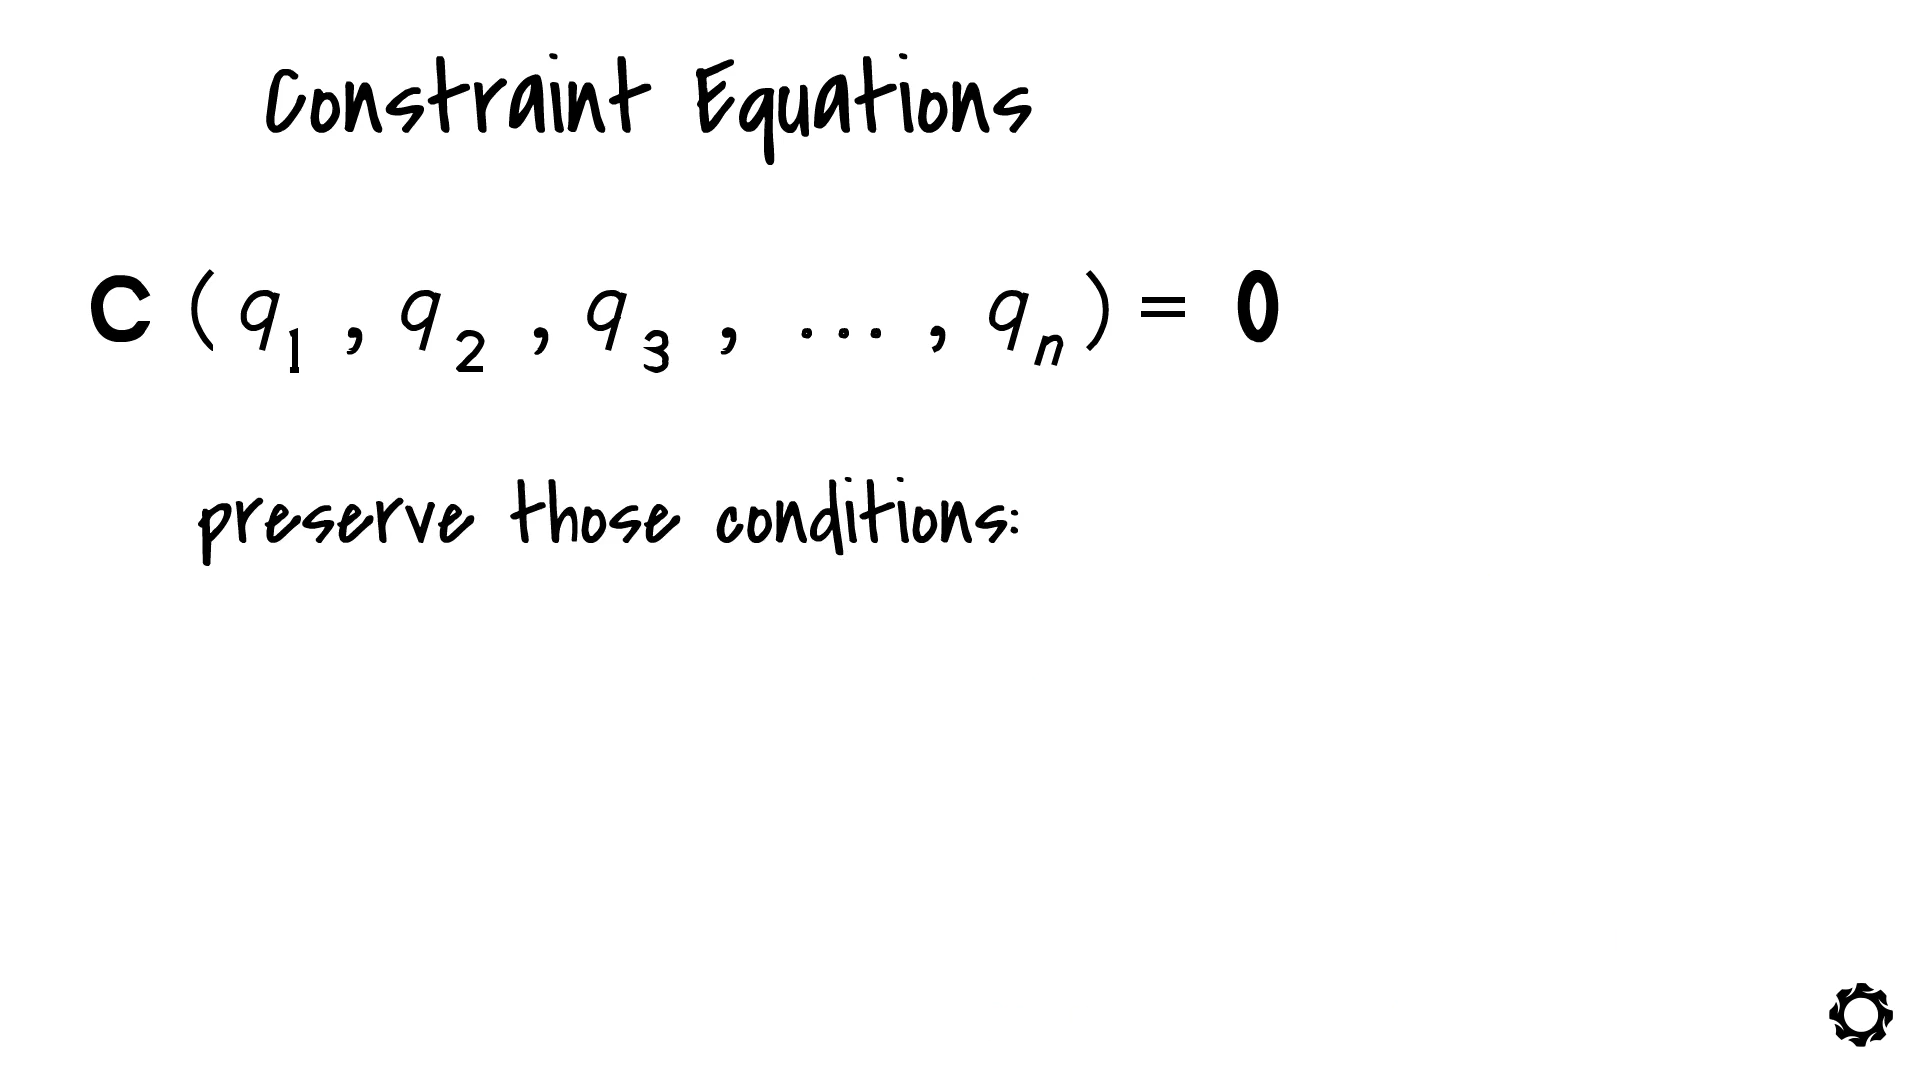 Constraint Equations
C ( q1 , q2 , q3 , ... , qn ) = 0
preserve those conditions: